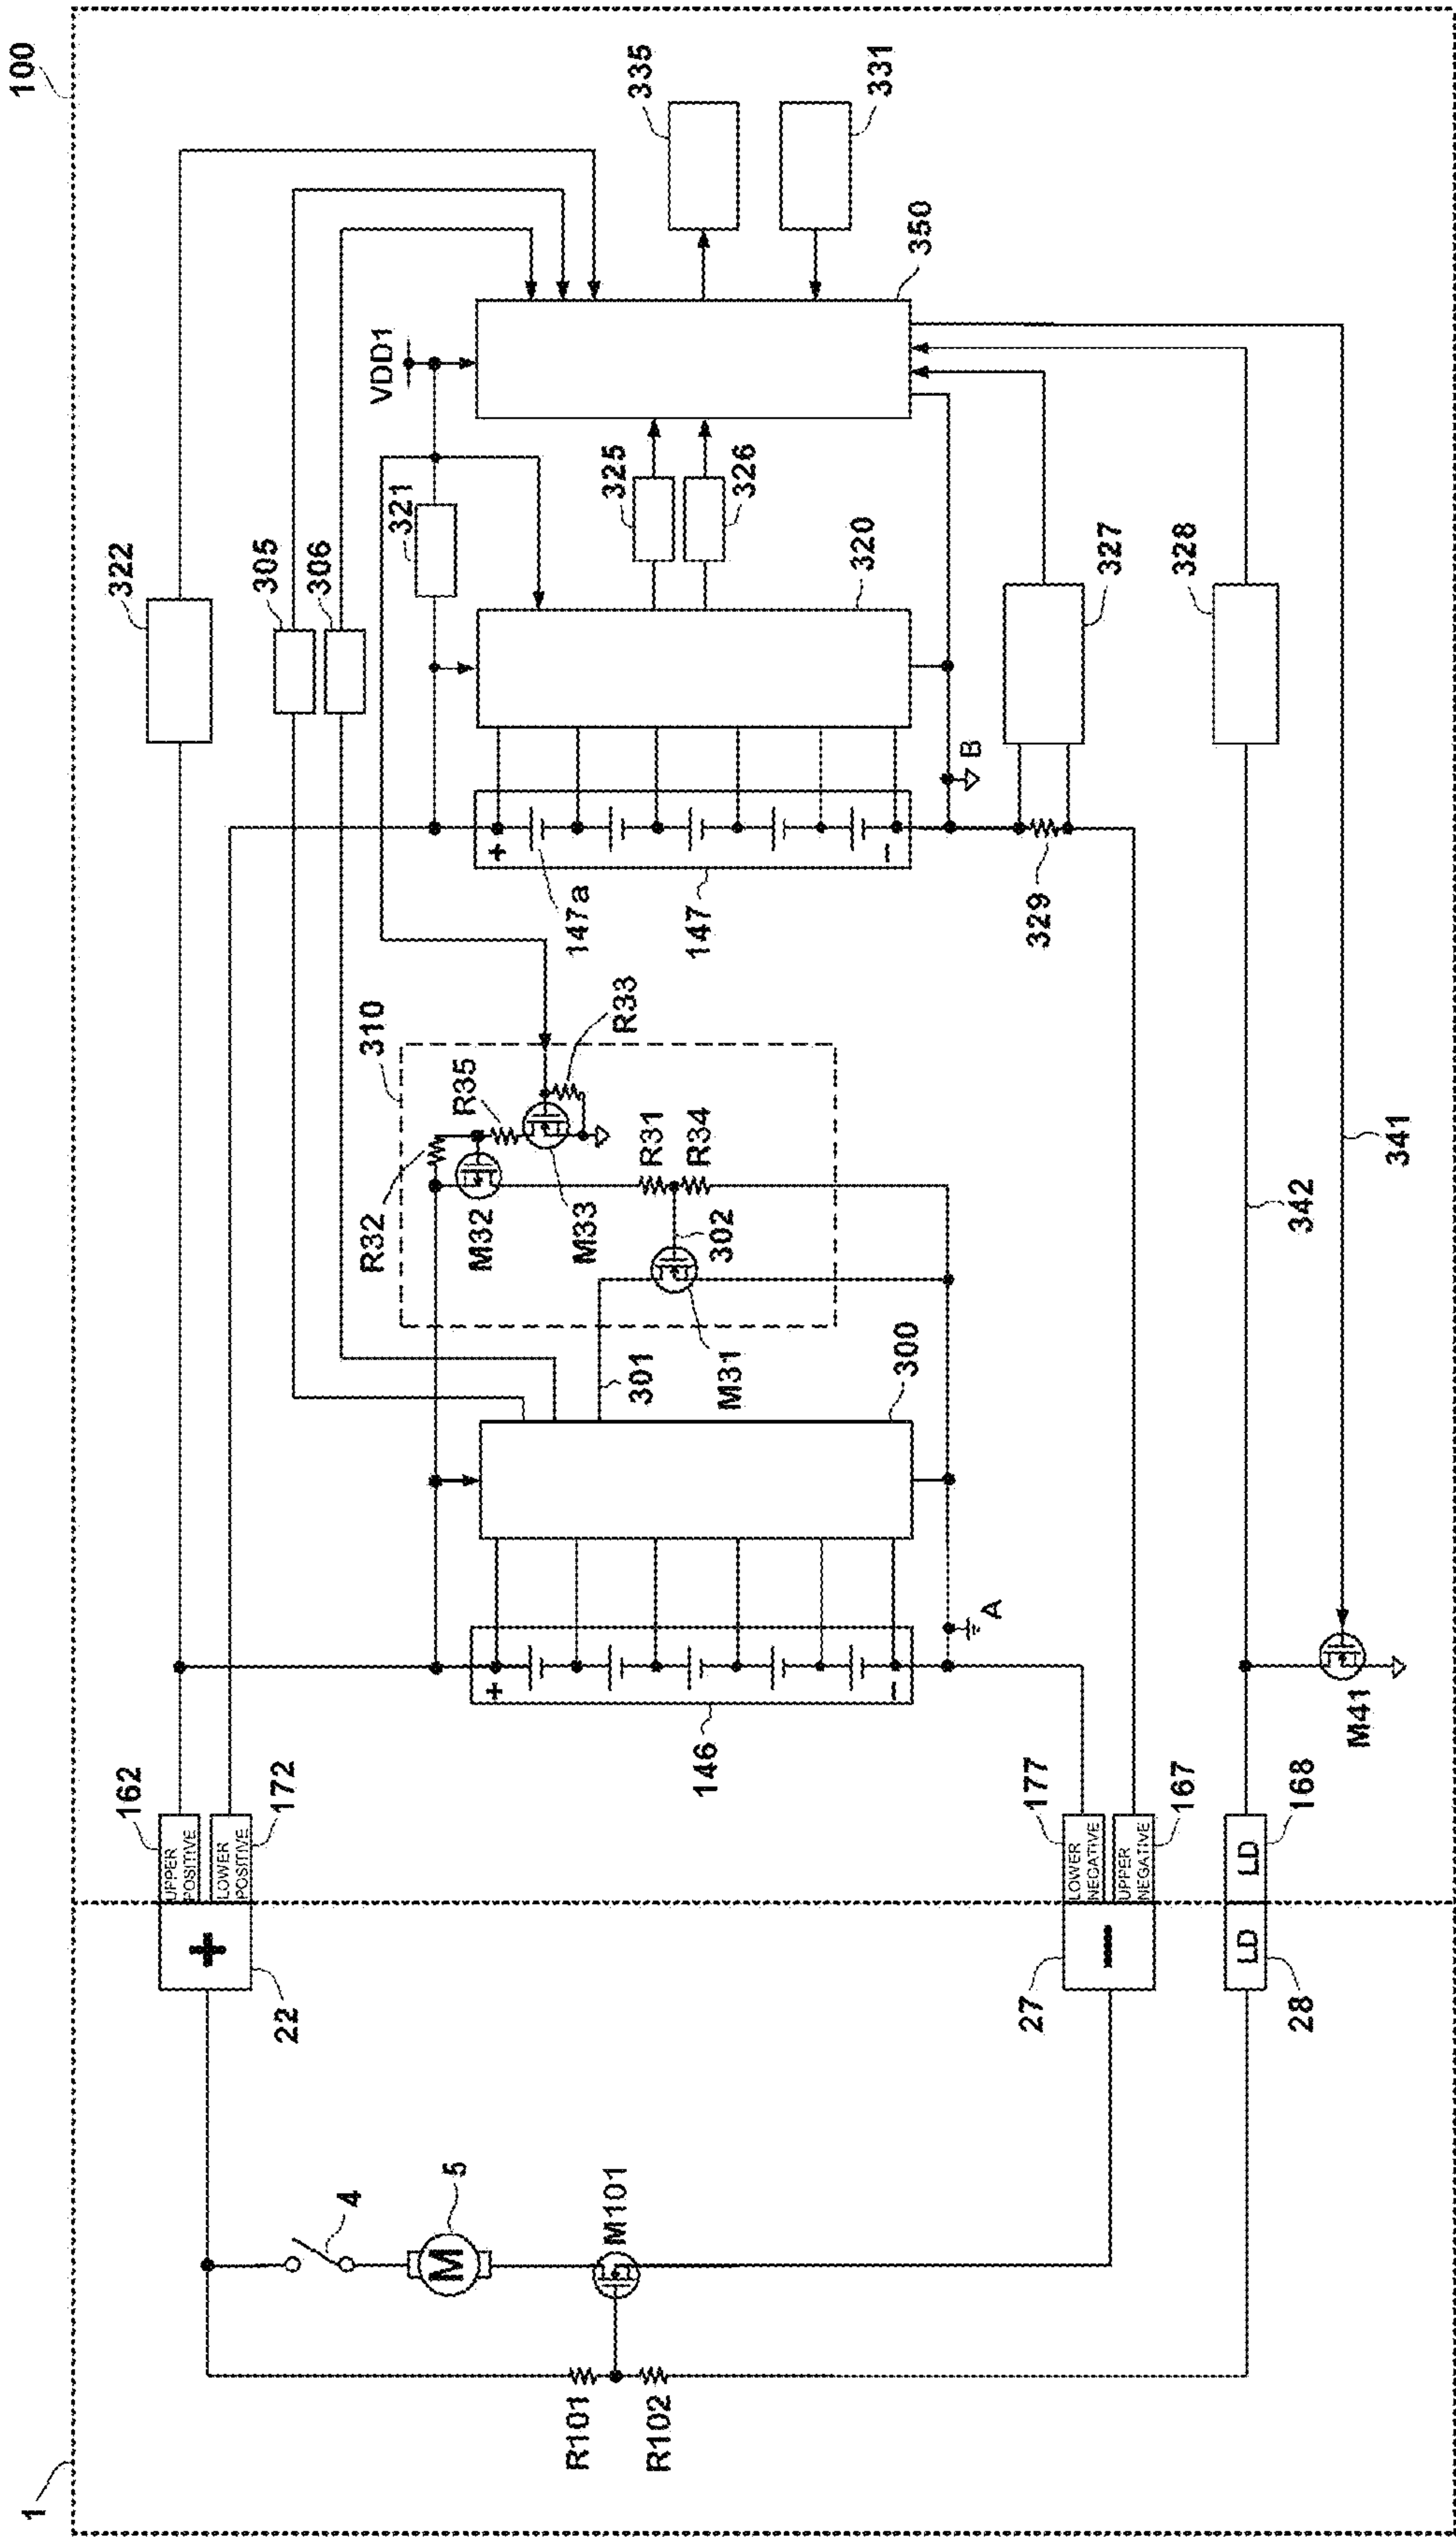 100
1
322
305
306
321
VDD1
335
331
350
325
326
320
327
328
B
+
−
147a
147
329
310
R33
R35
R32
M32
M33
R31
R34
302
301
M31
300
341
342
A
+
−
146
M41
162
172
177
167
168
UPPER POSITIVE
LOWER POSITIVE
LOWER NEGATIVE
UPPER NEGATIVE
LD
+
−
LD
22
27
28
4
5
M
M101
R101
R102